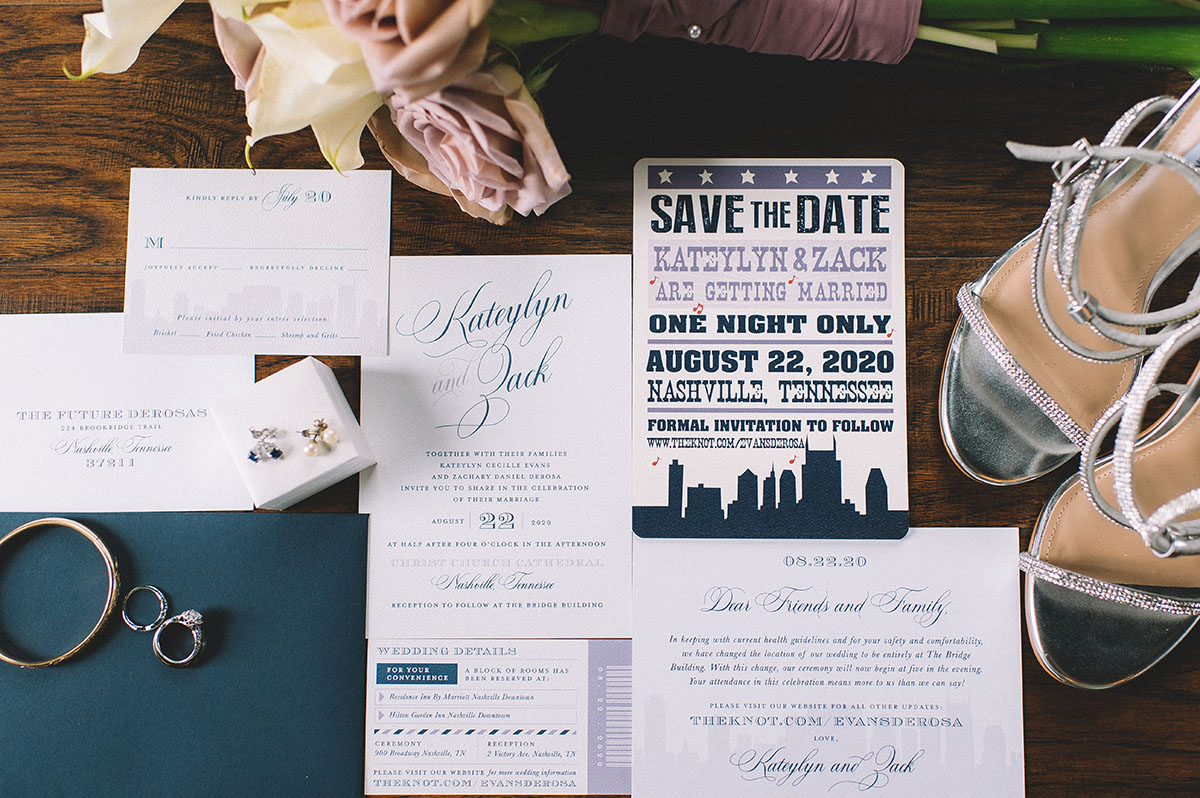 KINDLY REPLY BY July 20
M
JOYFULLY ACCEPT REGRETFULLY DECLINE
Please indicate your entrée selection:
Brisket Fried Chicken Shrimp and Grits
THE FUTURE DEROSAS
224 BROOKRIDGE TRAIL
Nashville, Tennessee
37211
Kateylyn
and Zack
TOGETHER WITH THEIR FAMILIES
KATEYLYN CECILLE EVANS
AND ZACHARY DANIEL DEROSA
INVITE YOU TO SHARE IN THE CELEBRATION
OF THEIR MARRIAGE
AUGUST 22 2020
AT HALF AFTER FOUR O'CLOCK IN THE AFTERNOON
CHRIST CHURCH CATHEDRAL
Nashville, Tennessee
RECEPTION TO FOLLOW AT THE BRIDGE BUILDING
WEDDING DETAILS
FOR YOUR CONVENIENCE
A BLOCK OF ROOMS HAS
BEEN RESERVED AT:
Residence Inn By Marriott Nashville Downtown
Hilton Garden Inn Nashville Downtown
CEREMONY
900 Broadway Nashville, TN
RECEPTION
2 Victory Ave. Nashville, TN
PLEASE VISIT OUR WEBSITE for more wedding information
THEKNOT.COM/EVANSDEROSA
SAVE THE DATE
KATEYLYN & ZACK
ARE GETTING MARRIED
ONE NIGHT ONLY
AUGUST 22, 2020
NASHVILLE, TENNESSEE
FORMAL INVITATION TO FOLLOW
WWW.THEKNOT.COM/EVANSDEROSA
08.22.20
Dear Friends and Family,
In keeping with current health guidelines and for your safety and comfortability,
we have changed the location of our wedding to be entirely at The Bridge
Building. With this change, our ceremony will now begin at five in the evening.
Your attendance in this celebration means more to us than we can say!
PLEASE VISIT OUR WEBSITE FOR ALL OTHER UPDATES:
THEKNOT.COM/EVANSDEROSA
LOVE,
Kateylyn and Zack